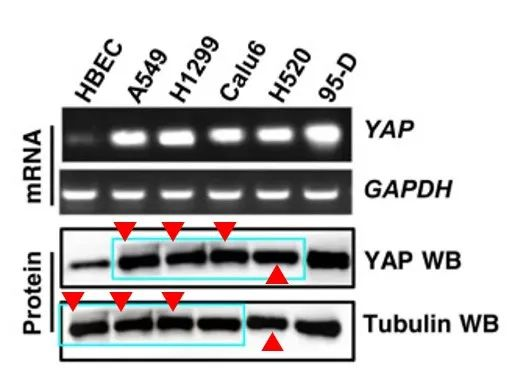 HBEC
A549
H1299
Calu6
H520
95-D
mRNA
YAP
GAPDH
Protein
YAP WB
Tubulin WB